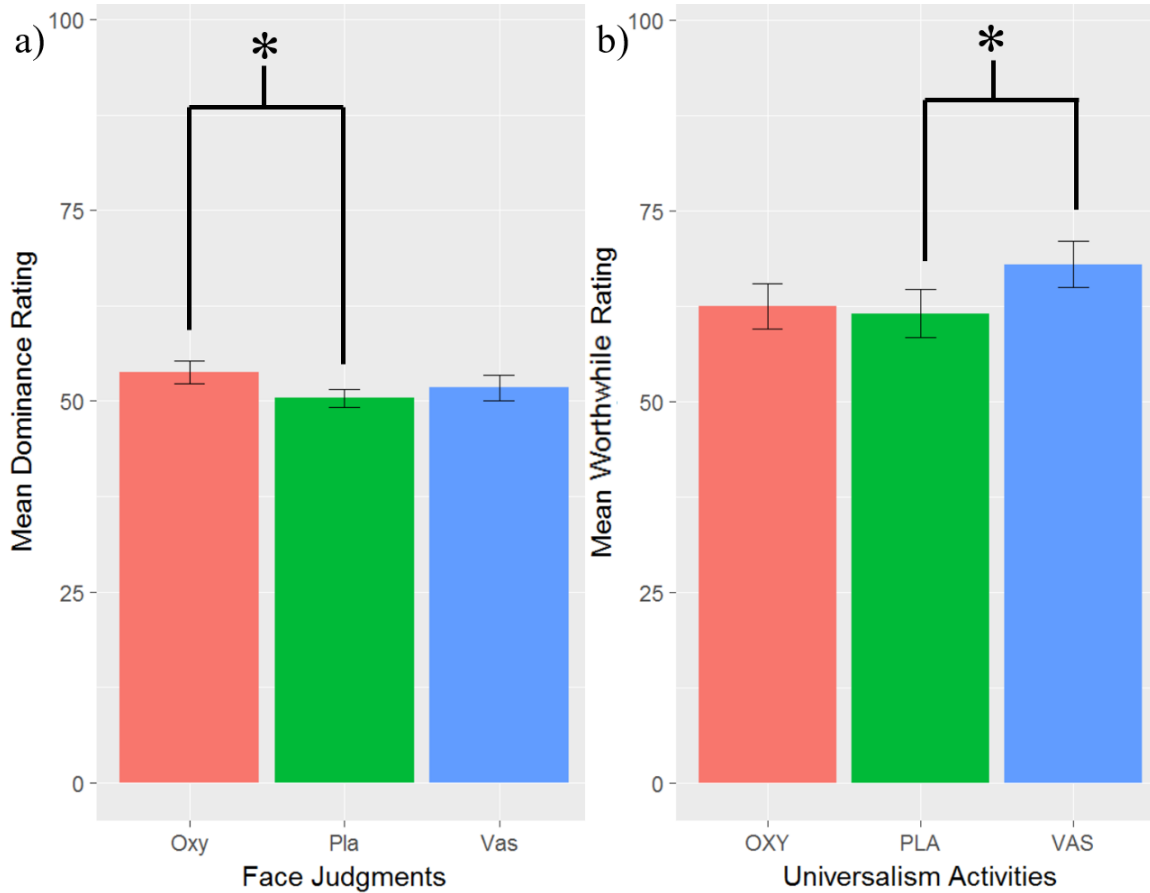 a)
*
Mean Dominance Rating
100
75
50
25
0
Oxy Pla Vas
Face Judgments
b)
*
Mean Worthwhile Rating
100
75
50
25
0
OXY PLA VAS
Universalism Activities